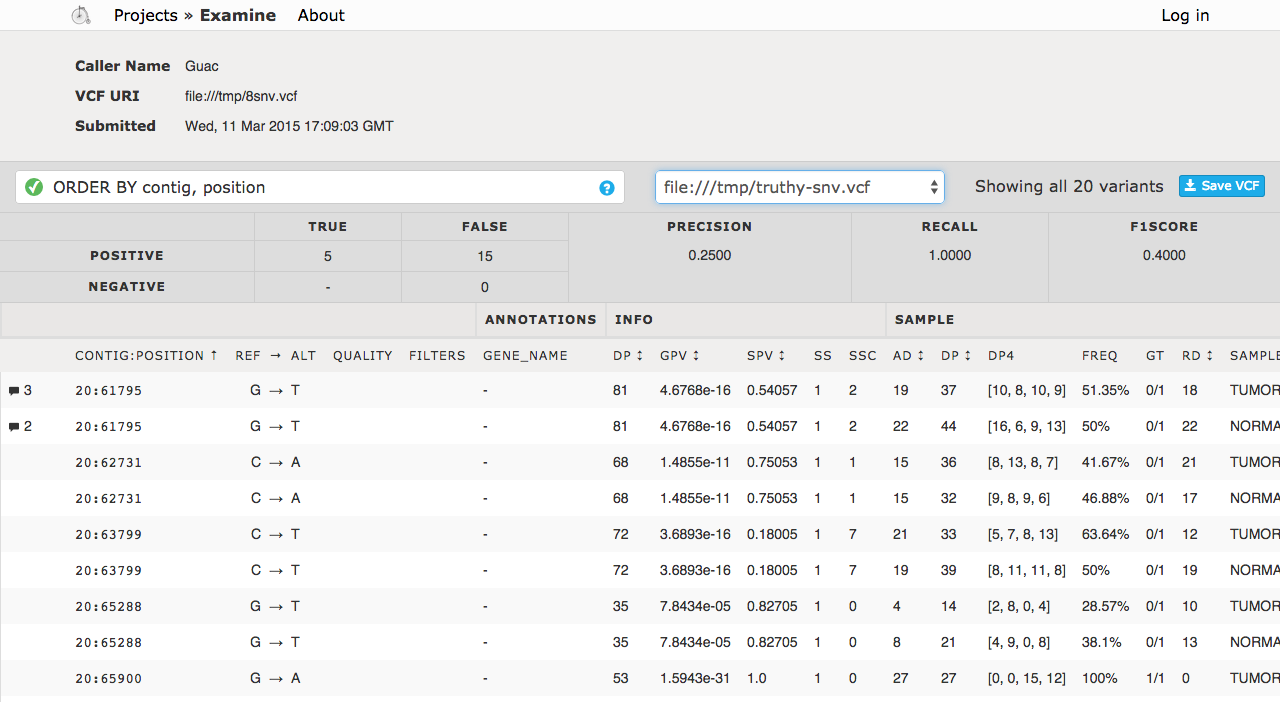 Projects » Examine About Log in
Caller Name Guac
VCF URI file:///tmp/8snv.vcf
Submitted Wed, 11 Mar 2015 17:09:03 GMT
ORDER BY contig, position ? file:///tmp/truthy-snv.vcf Showing all 20 variants Save VCF
TRUE FALSE PRECISION RECALL F1SCORE
POSITIVE 5 15 0.2500 1.0000 0.4000
NEGATIVE - 0
ANNOTATIONS INFO SAMPLE
CONTIG:POSITION ↑ REF → ALT QUALITY FILTERS GENE_NAME DP ↕ GPV ↕ SPV ↕ SS SSC AD ↕ DP ↕ DP4 FREQ GT RD ↕ SAMPLE
3 20:61795 G → T - 81 4.6768e-16 0.54057 1 2 19 37 [10, 8, 10, 9] 51.35% 0/1 18 TUMOR
2 20:61795 G → T - 81 4.6768e-16 0.54057 1 2 22 44 [16, 6, 9, 13] 50% 0/1 22 NORMA
20:62731 C → A - 68 1.4855e-11 0.75053 1 1 15 36 [8, 13, 8, 7] 41.67% 0/1 21 TUMOR
20:62731 C → A - 68 1.4855e-11 0.75053 1 1 15 32 [9, 8, 9, 6] 46.88% 0/1 17 NORMA
20:63799 C → T - 72 3.6893e-16 0.18005 1 7 21 33 [5, 7, 8, 13] 63.64% 0/1 12 TUMOR
20:63799 C → T - 72 3.6893e-16 0.18005 1 7 19 39 [8, 11, 11, 8] 50% 0/1 19 NORMA
20:65288 G → T - 35 7.8434e-05 0.82705 1 0 4 14 [2, 8, 0, 4] 28.57% 0/1 10 TUMOR
20:65288 G → T - 35 7.8434e-05 0.82705 1 0 8 21 [4, 9, 0, 8] 38.1% 0/1 13 NORMA
20:65900 G → A - 53 1.5943e-31 1.0 1 0 27 27 [0, 0, 15, 12] 100% 1/1 0 TUMOR